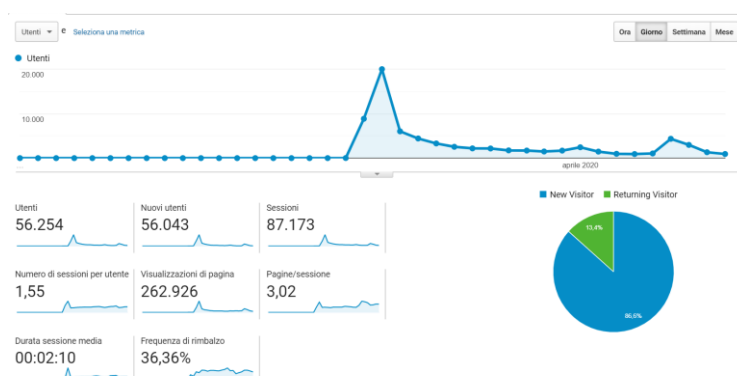 Utenti e Seleziona una metrica
Ora Giorno Settimana Mese
Utenti
20.000
10.000
aprile 2020
New Visitor Returning Visitor
Utenti Nuovi utenti Sessioni
56.254 56.043 87.173
Numero di sessioni per utente Visualizzazioni di pagina Pagine/sessione
1,55 262.926 3,02
Durata sessione media Frequenza di rimbalzo
00:02:10 36,36%
13,4%
86,6%